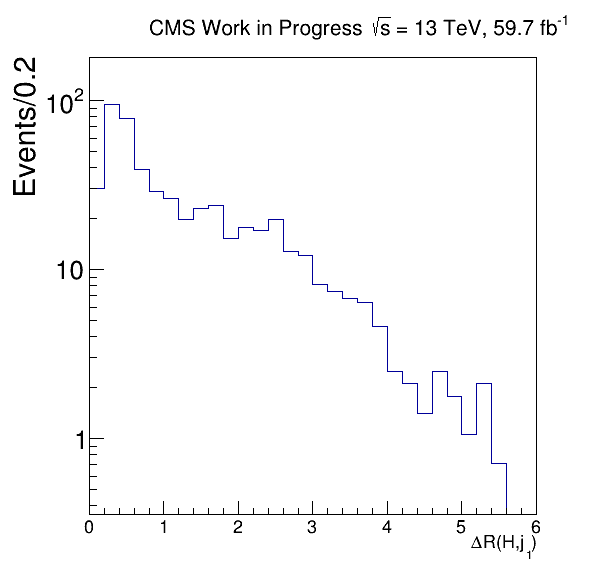 CMS Work in Progress √s = 13 TeV, 59.7 fb⁻¹
Events/0.2
10²
10
1
0 1 2 3 4 5 6
ΔR(H,j₁)